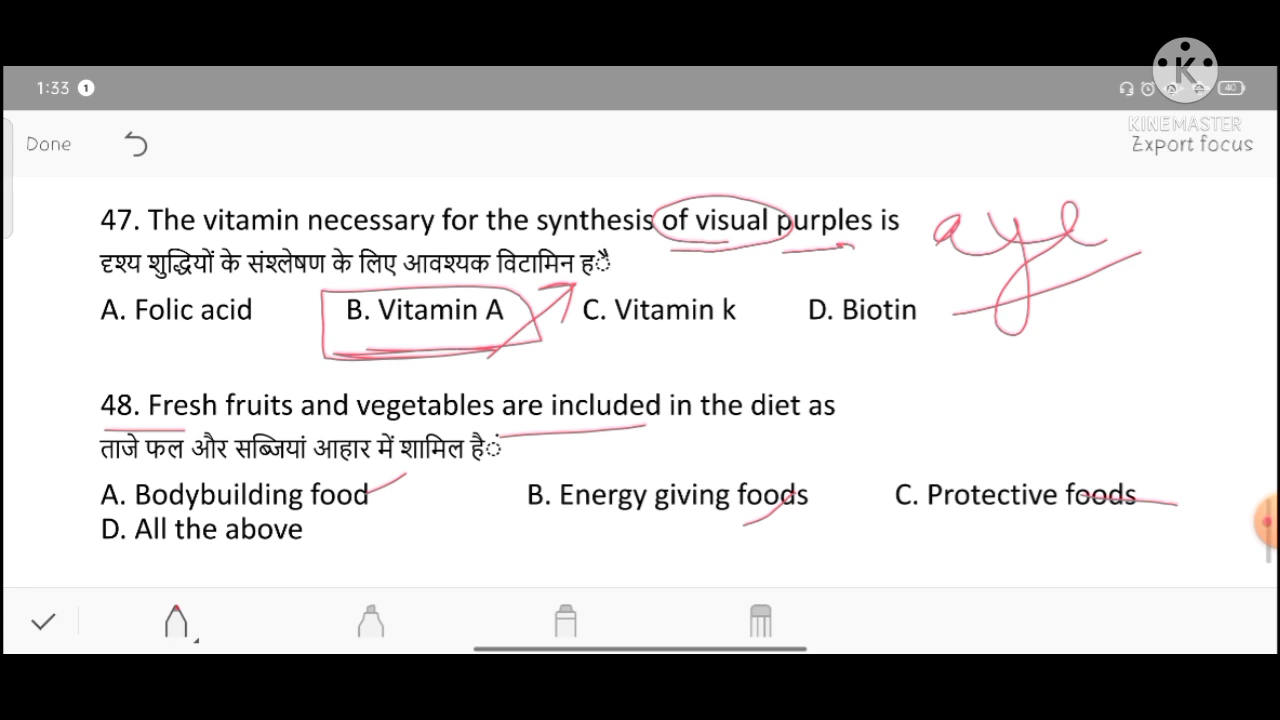 1:33 1
40
K
KINEMASTER
Done
Export focus
47. The vitamin necessary for the synthesis of visual purples is
aye
दृश्य शुद्धियों के संश्लेषण के लिए आवश्यक विटामिन हैै
A. Folic acid B. Vitamin A C. Vitamin k D. Biotin
48. Fresh fruits and vegetables are included in the diet as
ताजे फल और सब्जियां आहार में शामिल हैं
A. Bodybuilding food B. Energy giving foods C. Protective foods
D. All the above